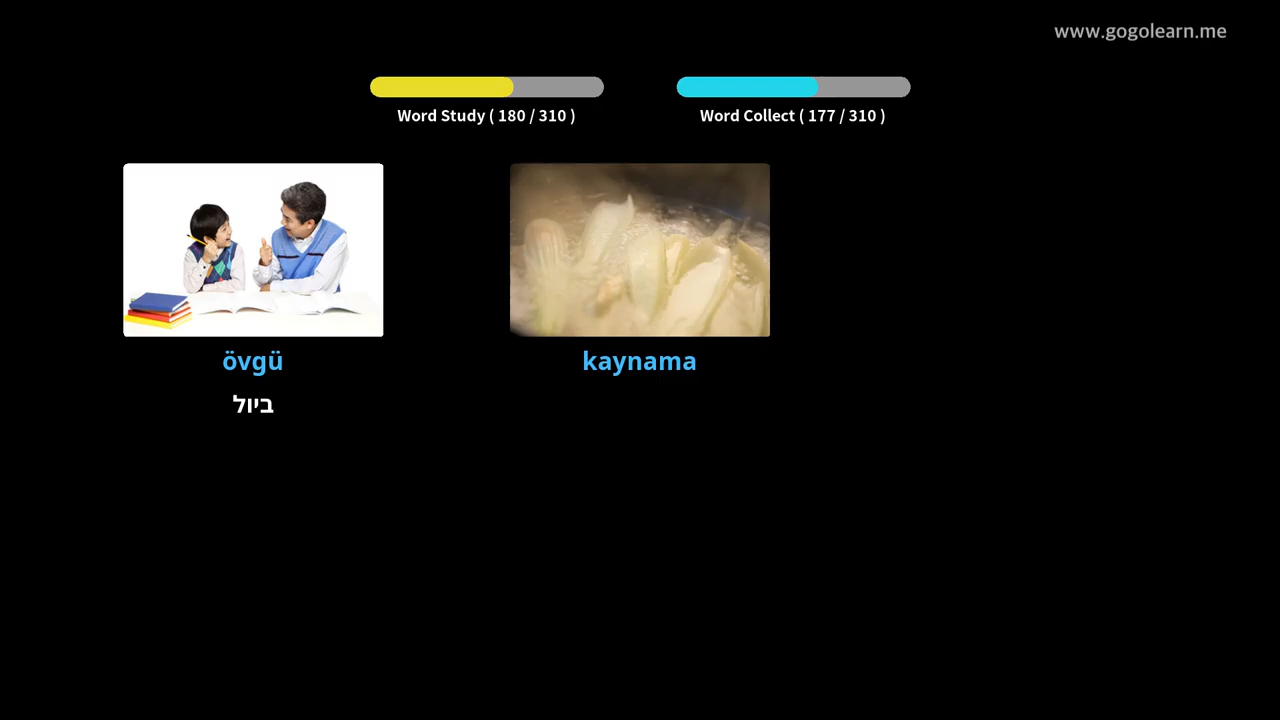 www.gogolearn.me
Word Study ( 180 / 310 )
Word Collect ( 177 / 310 )
övgü
kaynama
ביול